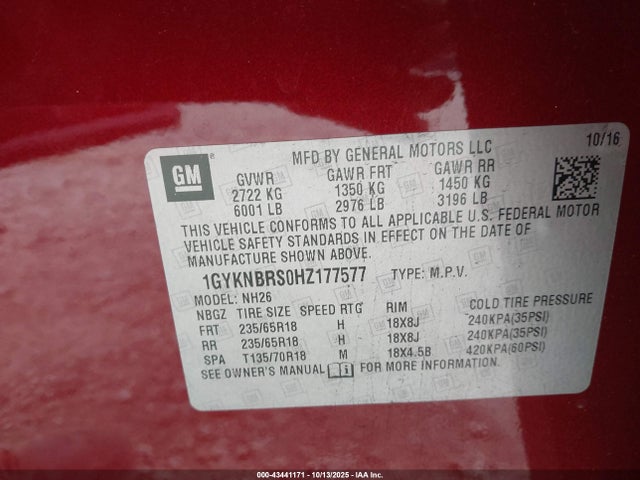 10/16
MFD BY GENERAL MOTORS LLC
GM
GVWR GAWR FRT GAWR RR
2722 KG 1350 KG 1450 KG
6001 LB 2976 LB 3196 LB
THIS VEHICLE CONFORMS TO ALL APPLICABLE U.S. FEDERAL MOTOR
VEHICLE SAFETY STANDARDS IN EFFECT ON THE DATE OF
MANUFACTURE SHOWN ABOVE.
1GYKNBRS0HZ177577 TYPE: M.P.V.
MODEL: NH26
NBGZ TIRE SIZE SPEED RTG RIM COLD TIRE PRESSURE
FRT 235/65R18 H 18X8J 240KPA(35PSI)
RR 235/65R18 H 18X8J 240KPA(35PSI)
SPA T135/70R18 M 18X4.5B 420KPA(60PSI)
SEE OWNER'S MANUAL FOR MORE INFORMATION.
000-43441171 - 10/13/2025 - IAA Inc.